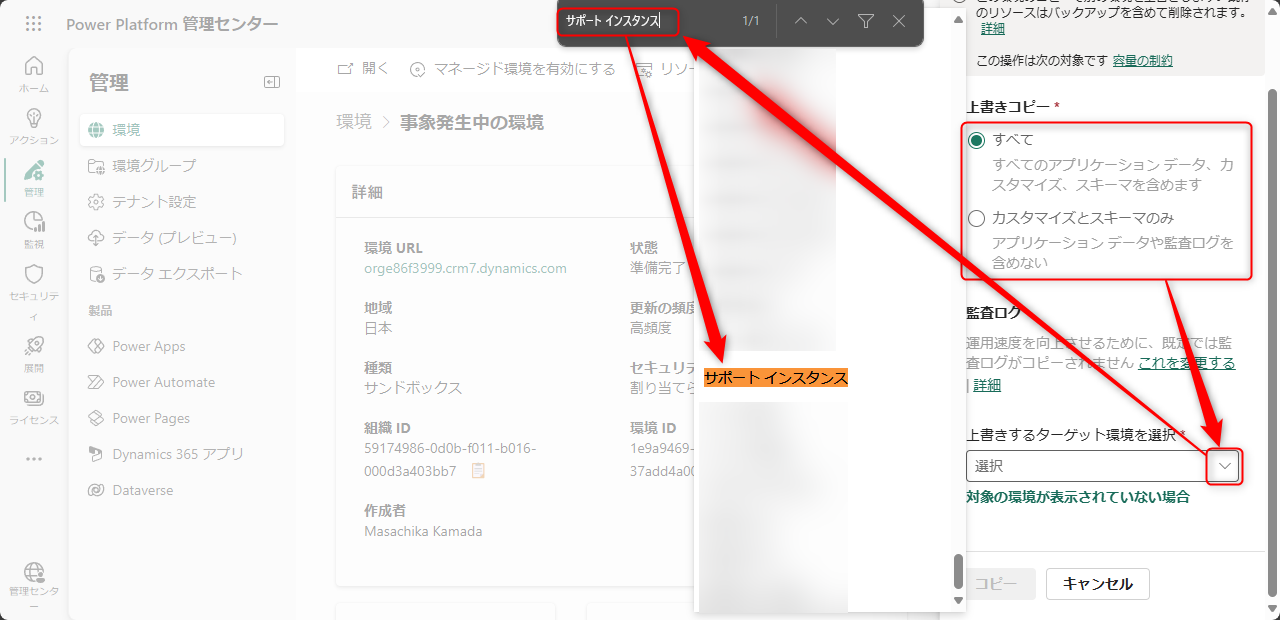 Power Platform 管理センター
ホーム
アクション
管理
監視
セキュリティ
ィ
展開
ライセンス
管理センタ
ー
管理
環境
環境グループ
テナント設定
データ (プレビュー)
データ エクスポート
製品
Power Apps
Power Automate
Power Pages
Dynamics 365 アプリ
Dataverse
開く
マネージド環境を有効にする
リソー
環境 > 事象発生中の環境
詳細
環境 URL
orge86f3999.crm7.dynamics.com
状態
準備完了
地域
日本
更新の頻度
高頻度
種類
サンドボックス
セキュリテ
割り当てら
組織 ID
59174986-0d0b-f011-b016-
000d3a403bb7
環境 ID
1e9a9469-
37add4a00
作成者
Masachika Kamada
サポート インスタンス
1/1
サポート インスタンス
のリソースはバックアップを含めて削除されます。
詳細
この操作は次の対象です 容量の制約
上書きコピー *
すべて
すべてのアプリケーション データ、カ
スタマイズ、スキーマを含めます
カスタマイズとスキーマのみ
アプリケーション データや監査ログを
含めない
監査ログ
運用速度を向上させるために、既定では監
査ログがコピーされません これを変更する
| 詳細
上書きするターゲット環境を選択 *
選択
対象の環境が表示されていない場合
コピー
キャンセル